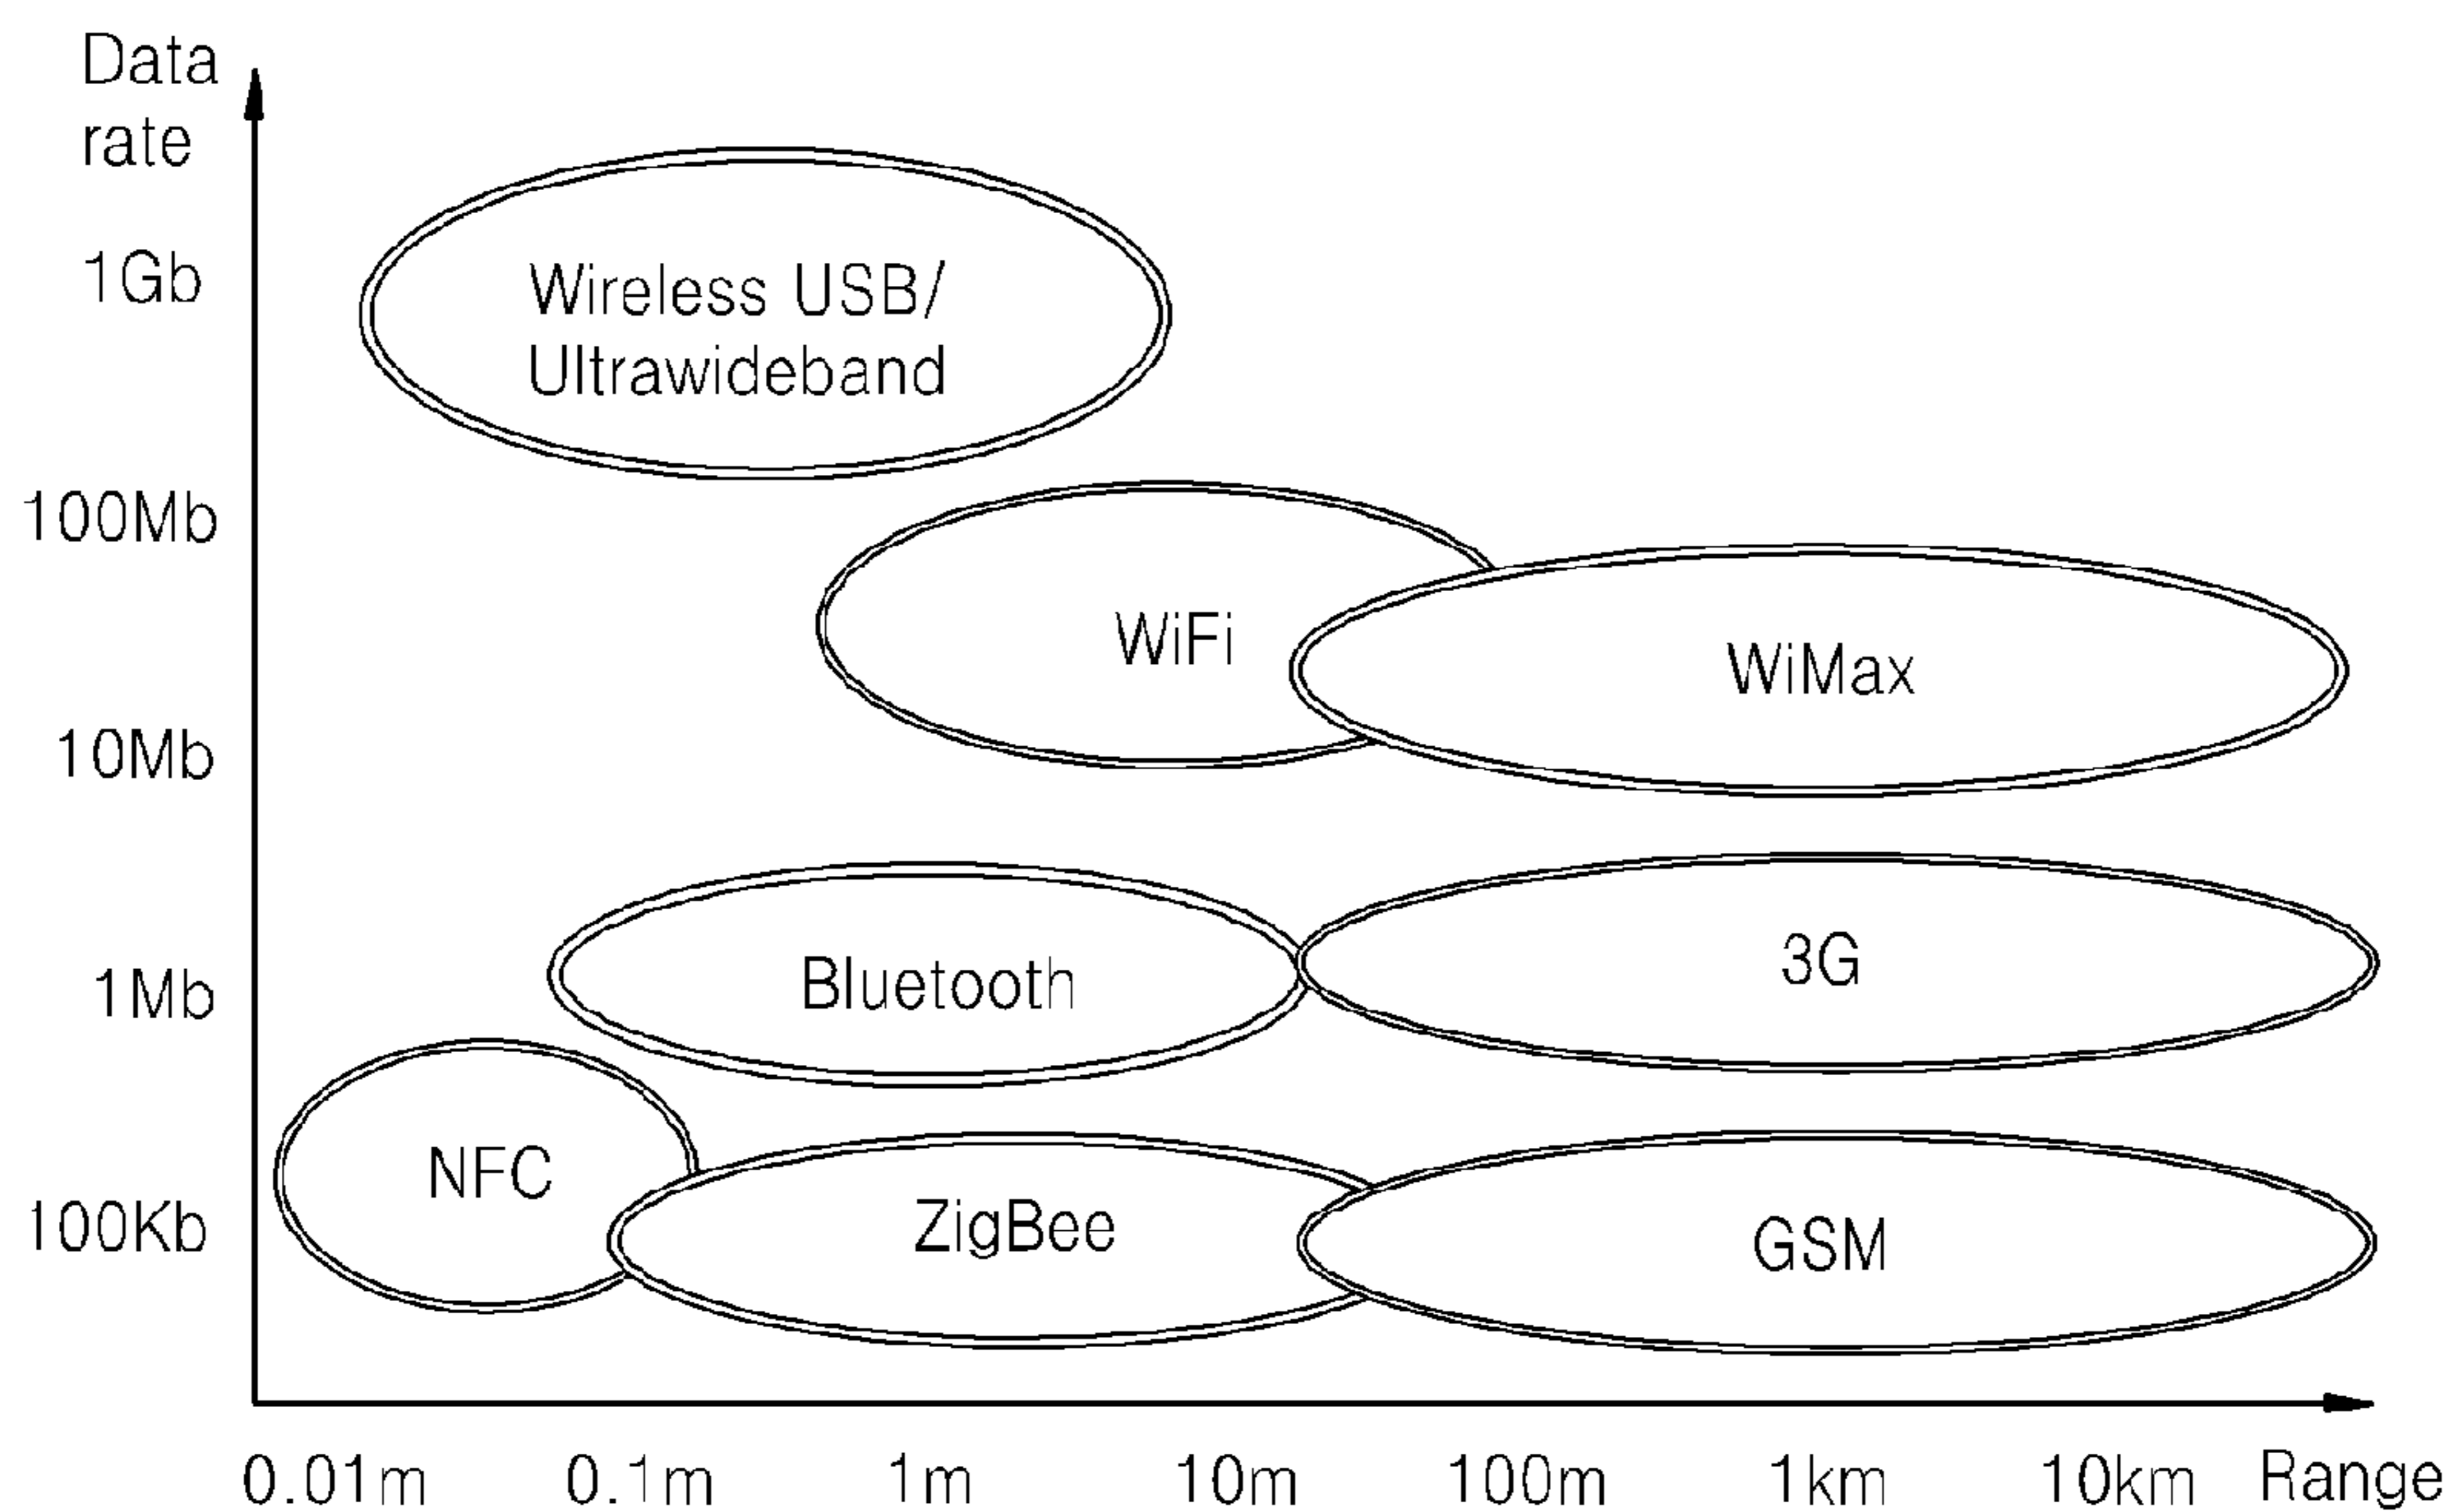 Data
rate
1Gb
Wireless USB/
Ultrawideband
100Mb
WiFi
WiMax
10Mb
Bluetooth
3G
1Mb
NFC
ZigBee
GSM
100Kb
0.01m 0.1m 1m 10m 100m 1km 10km Range